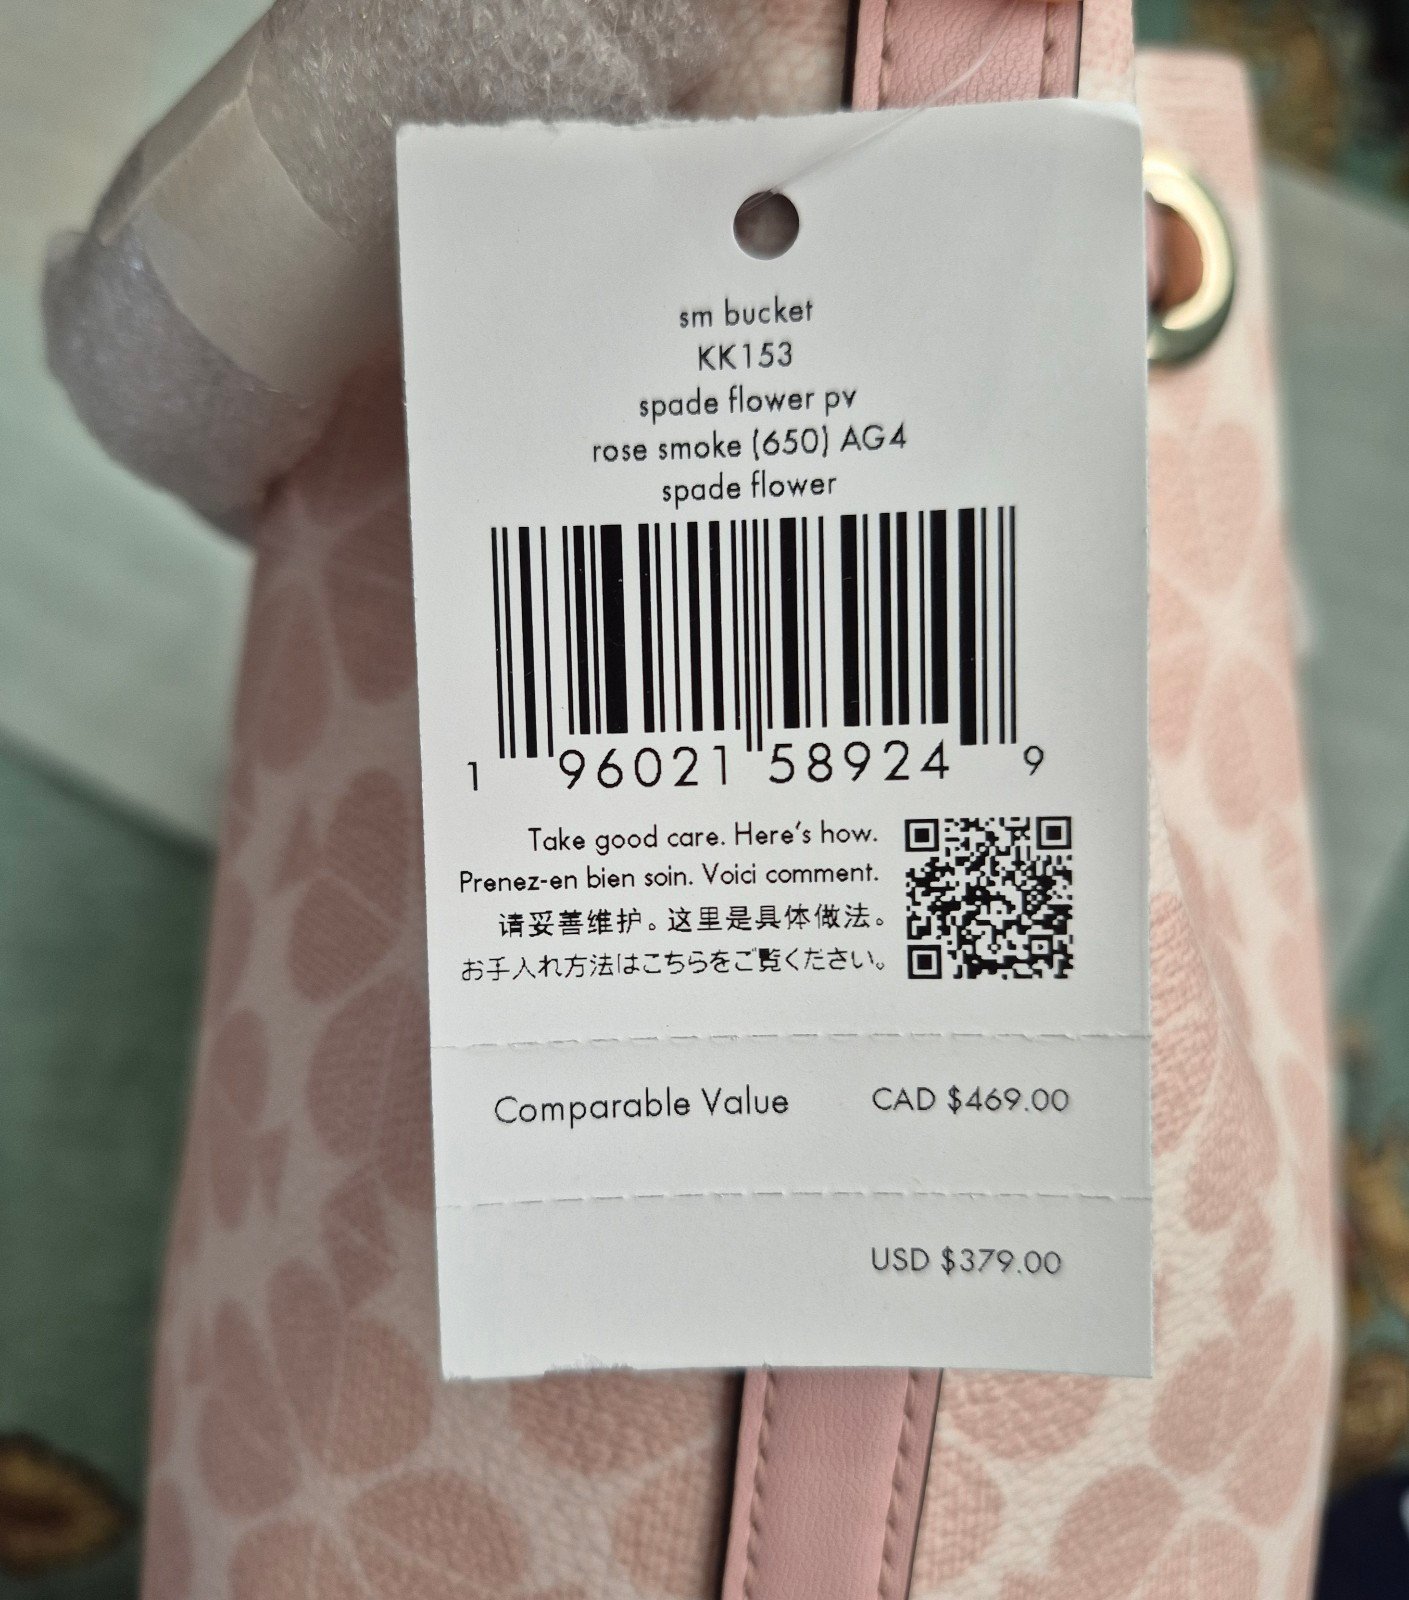 sm bucket
KK153
spade flower pv
rose smoke (650) AG4
spade flower
1 96021 58924 9
Take good care. Here's how.
Prenez-en bien soin. Voici comment.
请妥善维护。这里是具体做法。
お手入れ方法はこちらをご覧ください。
Comparable Value CAD $469.00
USD $379.00